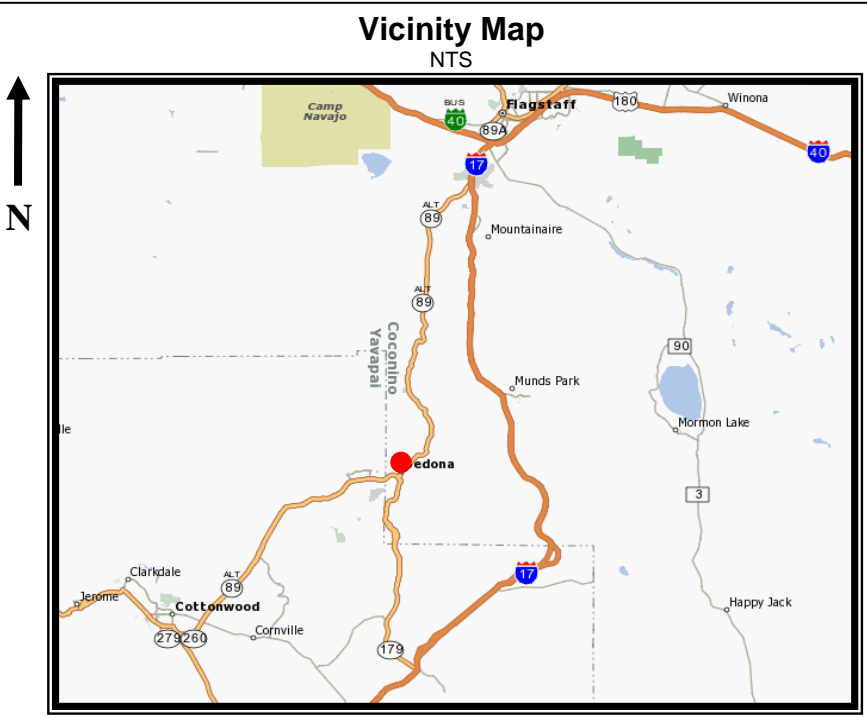 Vicinity Map
NTS
N
Camp
Navajo
BUS
40
Flagstaff
89A
180
Winona
40
17
ALT
89
Mountainaire
ALT
89
Coconino
Yavapai
90
Munds Park
Mormon Lake
lle
edona
3
17
Clarkdale
ALT
89
Jerome
Cottonwood
Happy Jack
279
260
Cornville
179